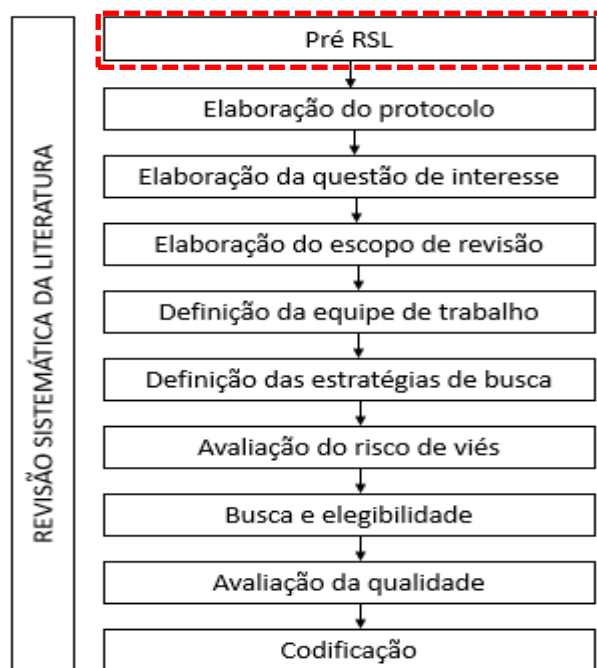 REVISÃO SISTEMÁTICA DA LITERATURA
Pré RSL
Elaboração do protocolo
Elaboração da questão de interesse
Elaboração do escopo de revisão
Definição da equipe de trabalho
Definição das estratégias de busca
Avaliação do risco de viés
Busca e elegibilidade
Avaliação da qualidade
Codificação